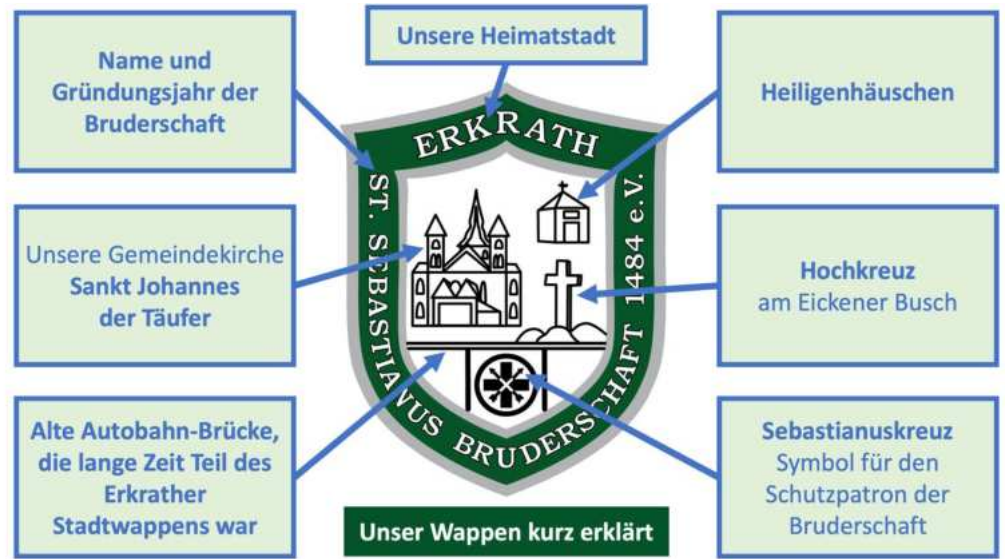 Unsere Heimatstadt
Name und
Gründungsjahr der
Bruderschaft
Heiligenhäuschen
ERKRATH
ST. SEBASTIANUS BRUDERSCHAFT 1484 e.V.
Unsere Gemeindekirche
Sankt Johannes
der Täufer
Hochkreuz
am Eickener Busch
Alte Autobahn-Brücke,
die lange Zeit Teil des
Erkrather
Stadtwappens war
Sebastianuskreuz
Symbol für den
Schutzpatron der
Bruderschaft
Unser Wappen kurz erklärt